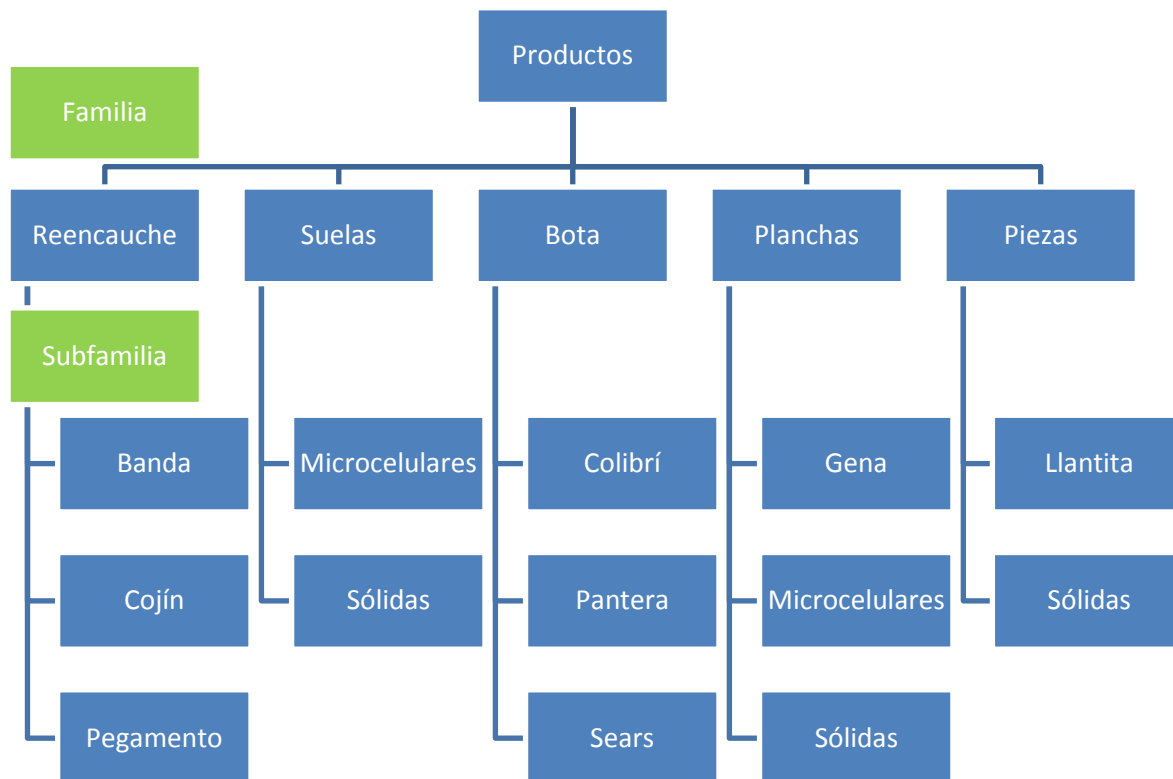 Productos
Familia
Reencauche
Suelas
Bota
Planchas
Piezas
Subfamilia
Banda
Microcelulares
Colibrí
Gena
Llantita
Cojín
Sólidas
Pantera
Microcelulares
Sólidas
Pegamento
Sears
Sólidas